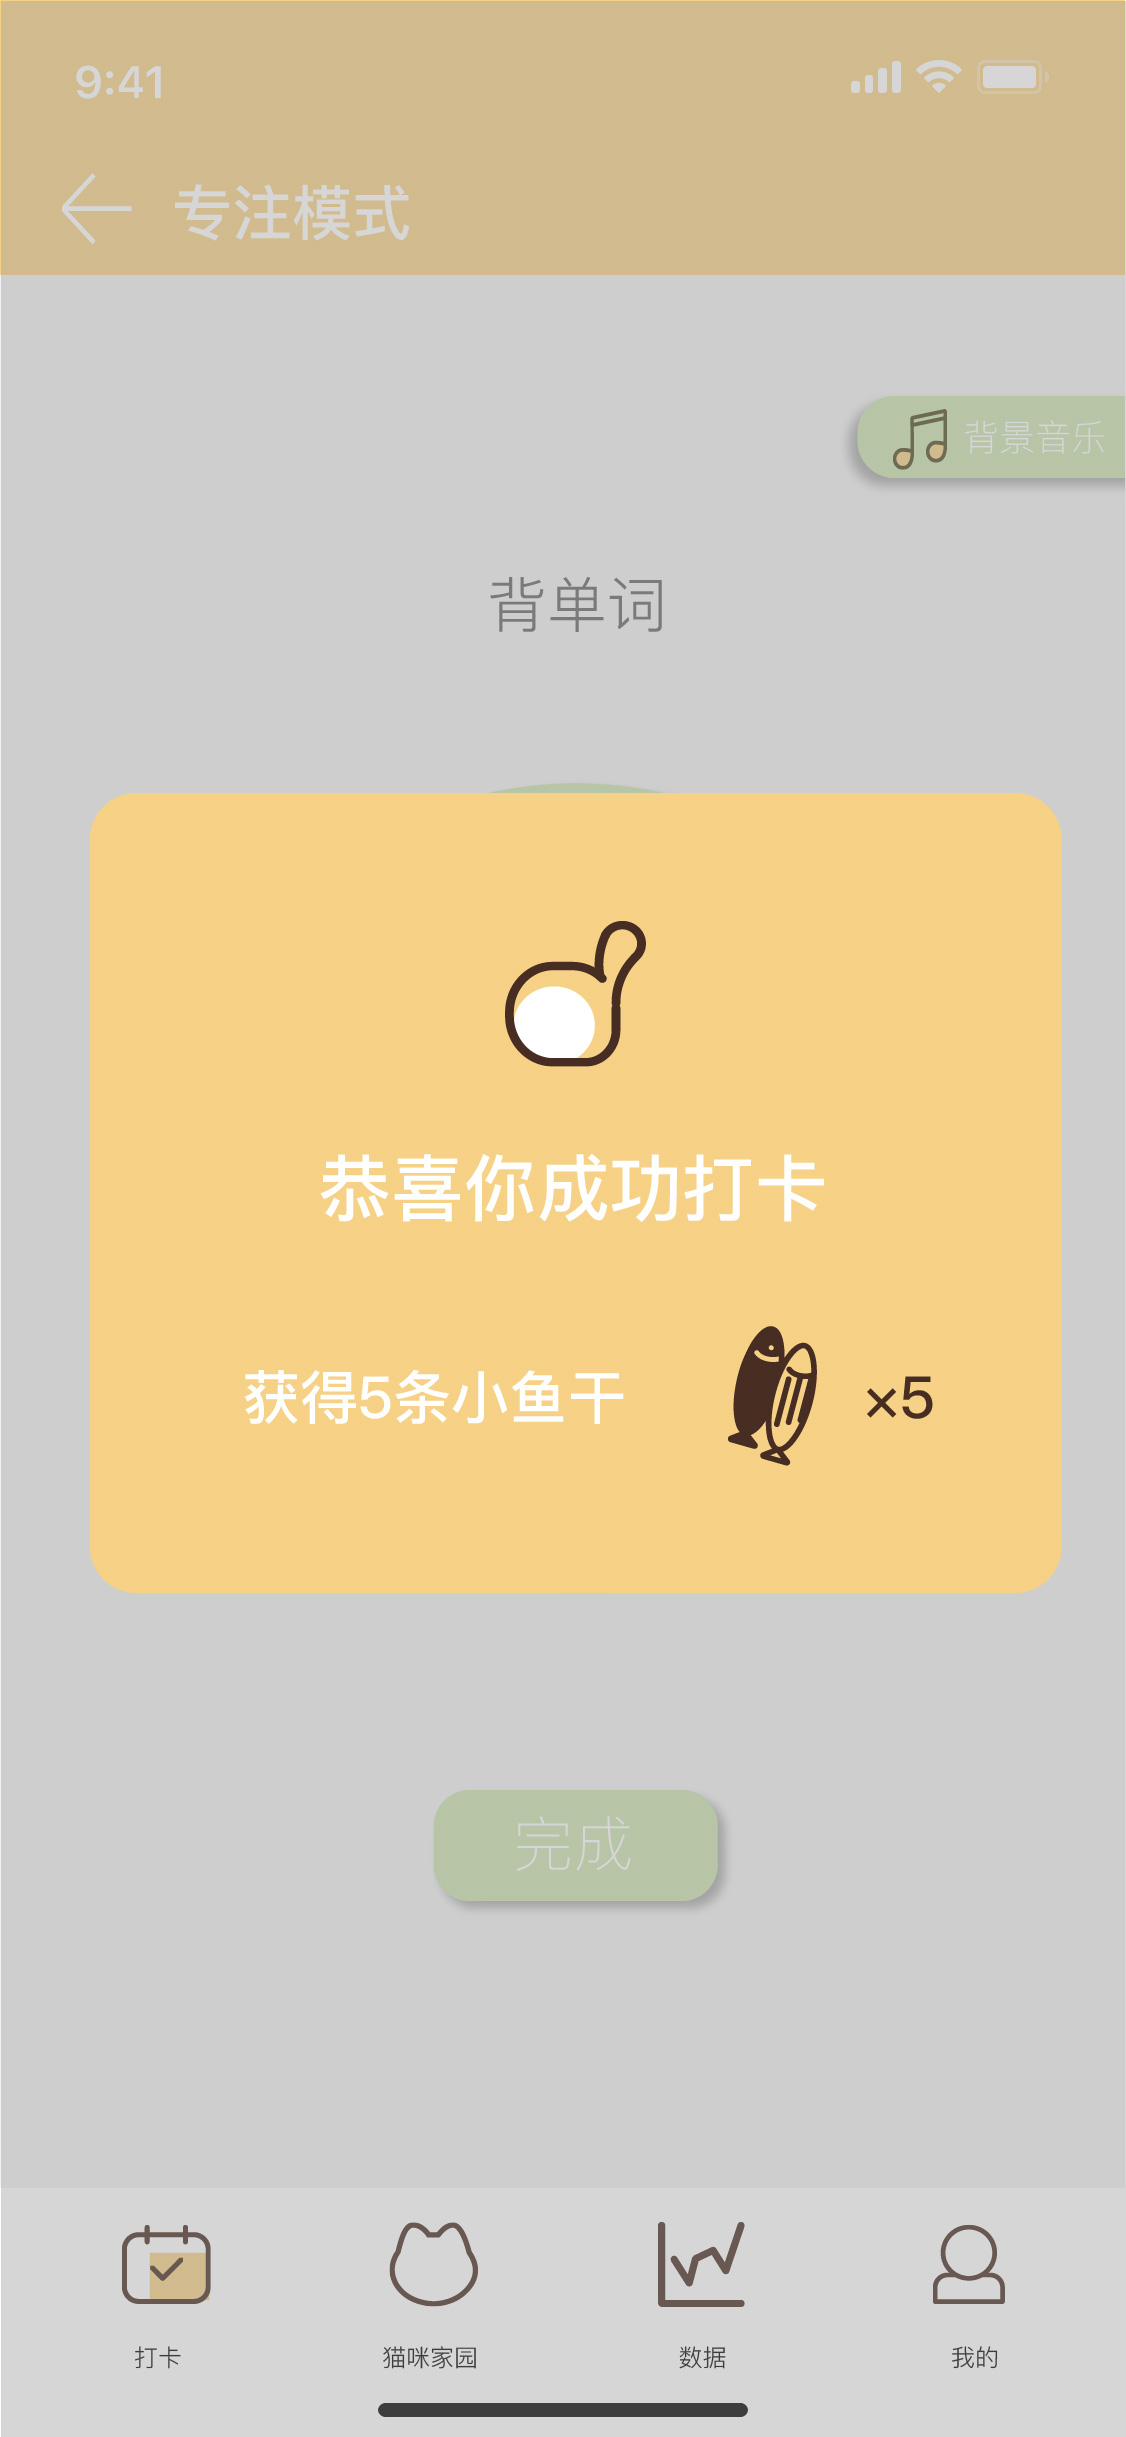 9:41
专注模式
背景音乐
背单词
恭喜你成功打卡
获得5条小鱼干 ×5
完成
打卡 猫咪家园 数据 我的